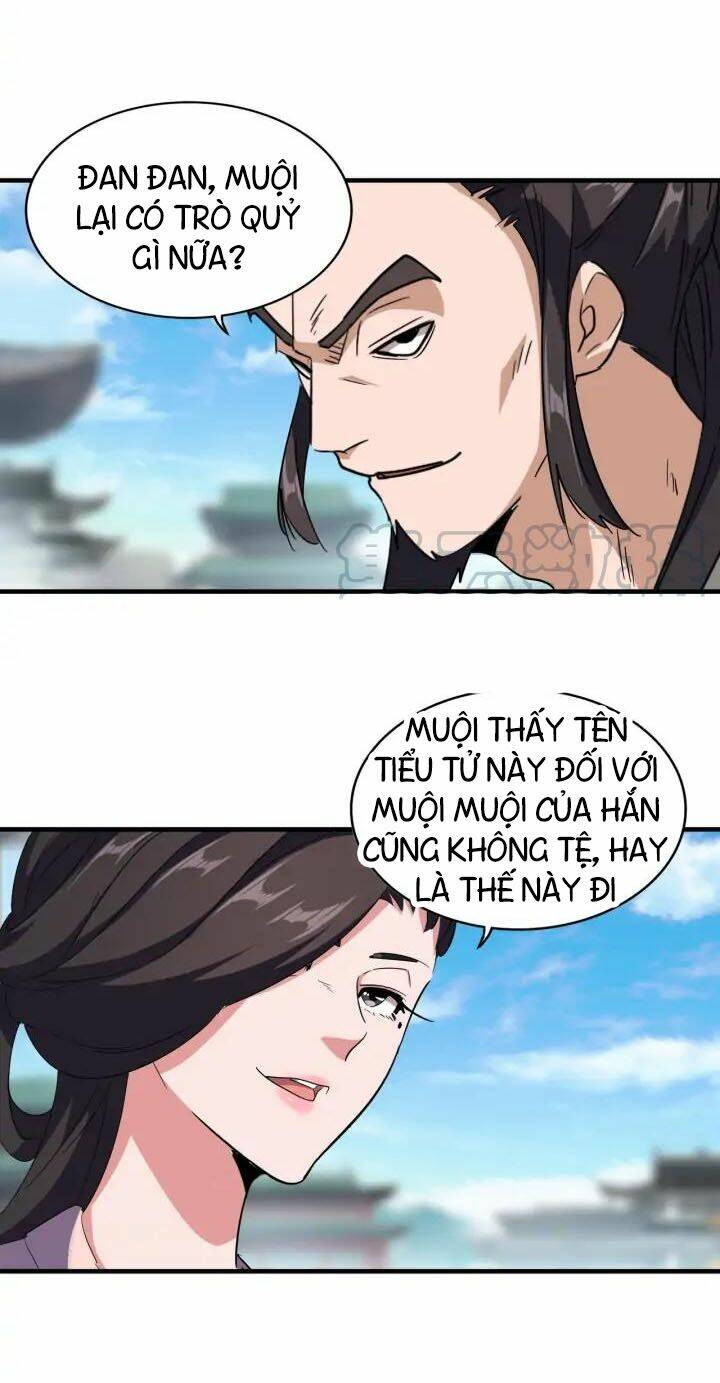 ĐAN ĐAN, MUỘI
LẠI CÓ TRÒ QUỶ
GÌ NỮA?
MUỘI THẤY TÊN
TIỂU TỬ NÀY ĐỐI VỚI
MUỘI MUỘI CỦA HẮN
CŨNG KHÔNG TỆ, HAY
LÀ THẾ NÀY ĐI